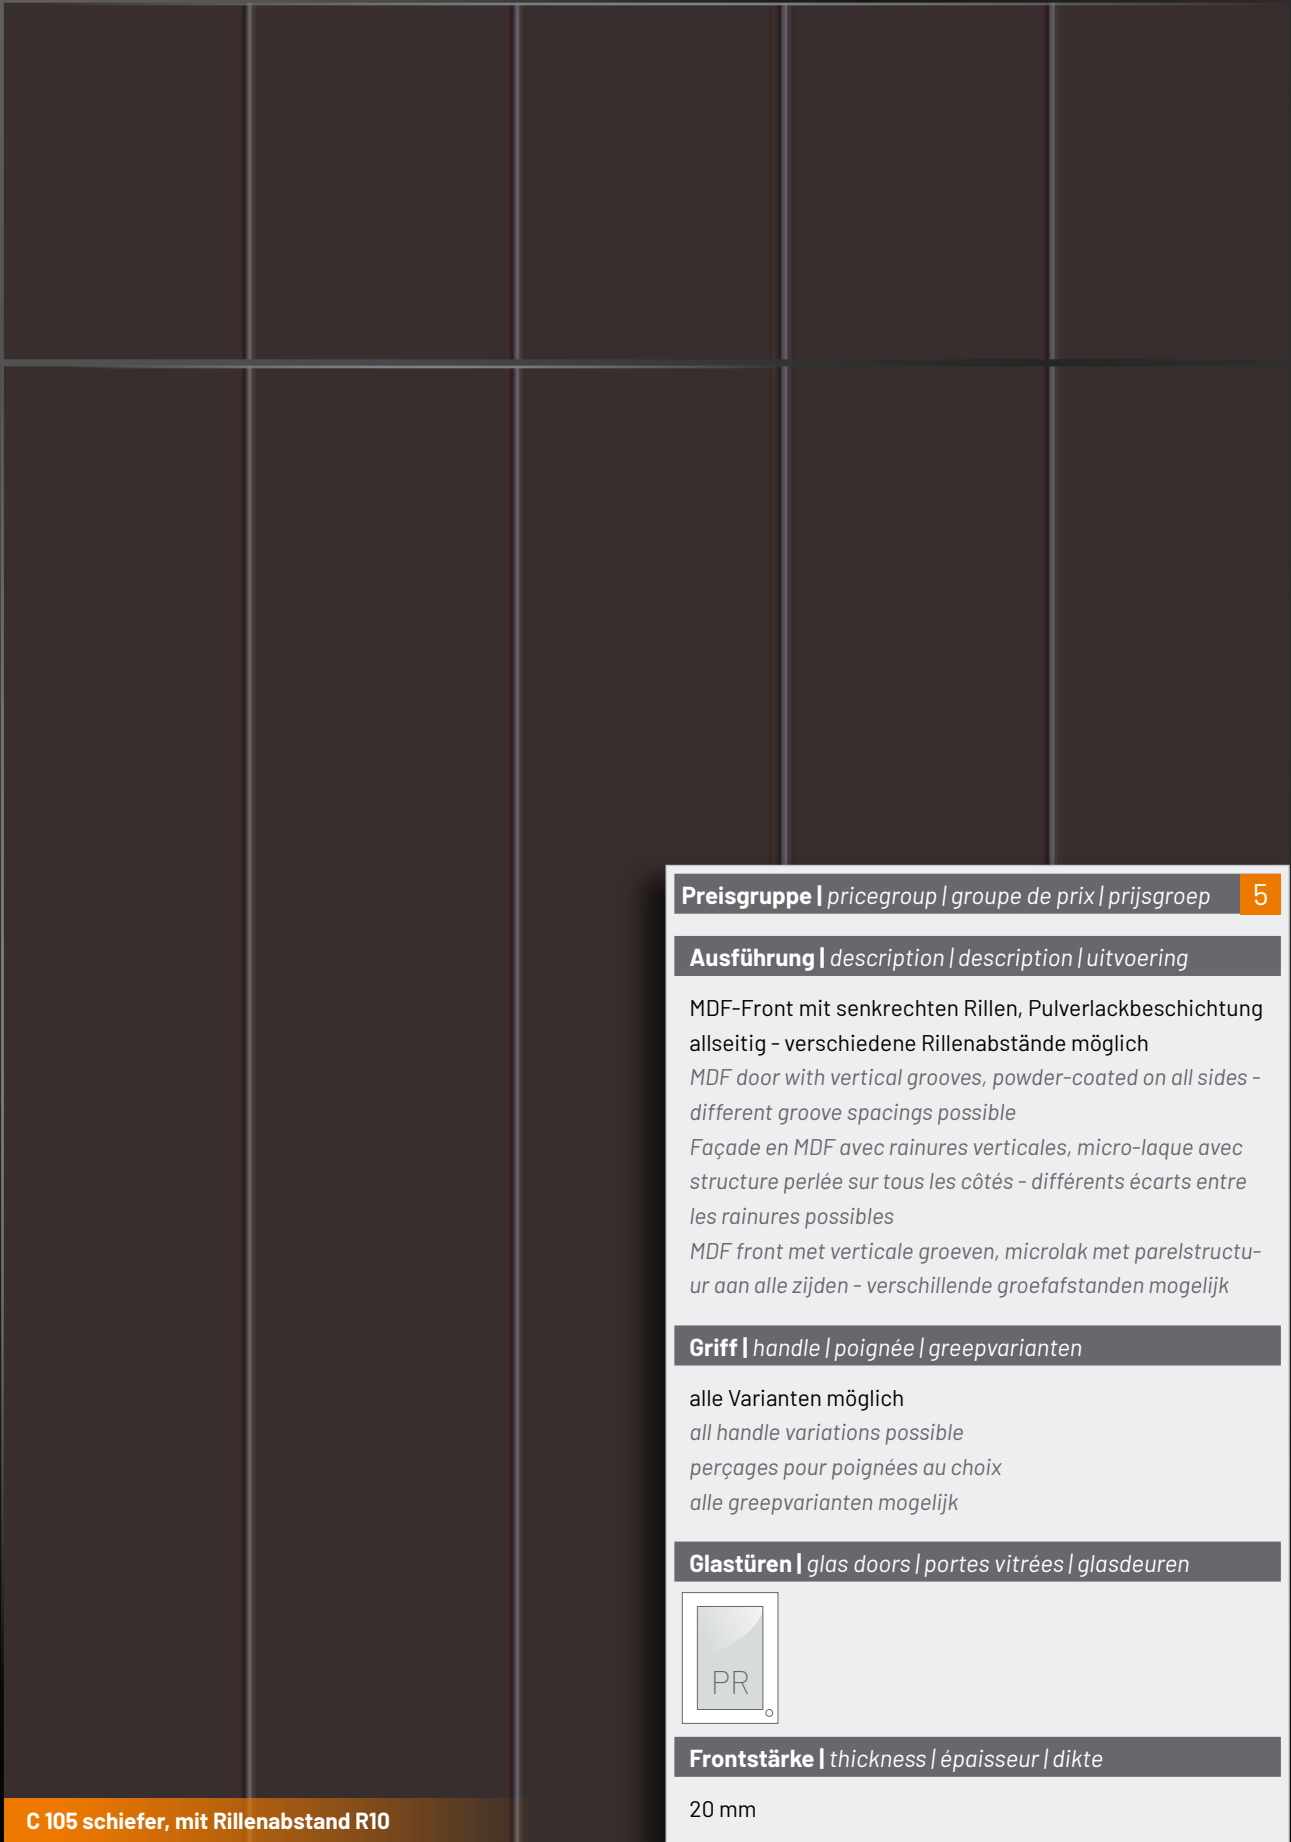 Preisgruppe | pricegroup | groupe de prix | prijsgroep 5
Ausführung | description | description | uitvoering
MDF-Front mit senkrechten Rillen, Pulverlackbeschichtung
allseitig - verschiedene Rillenabstände möglich
MDF door with vertical grooves, powder-coated on all sides -
different groove spacings possible
Façade en MDF avec rainures verticales, micro-laque avec
structure perlée sur tous les côtés - différents écarts entre
les rainures possibles
MDF front met verticale groeven, microlak met parelstructu-
ur aan alle zijden - verschillende groefafstanden mogelijk
Griff | handle | poignée | greepvarianten
alle Varianten möglich
all handle variations possible
perçages pour poignées au choix
alle greepvarianten mogelijk
Glastüren | glas doors | portes vitrées | glasdeuren
PR
Frontstärke | thickness | épaisseur | dikte
20 mm
C 105 schiefer, mit Rillenabstand R10